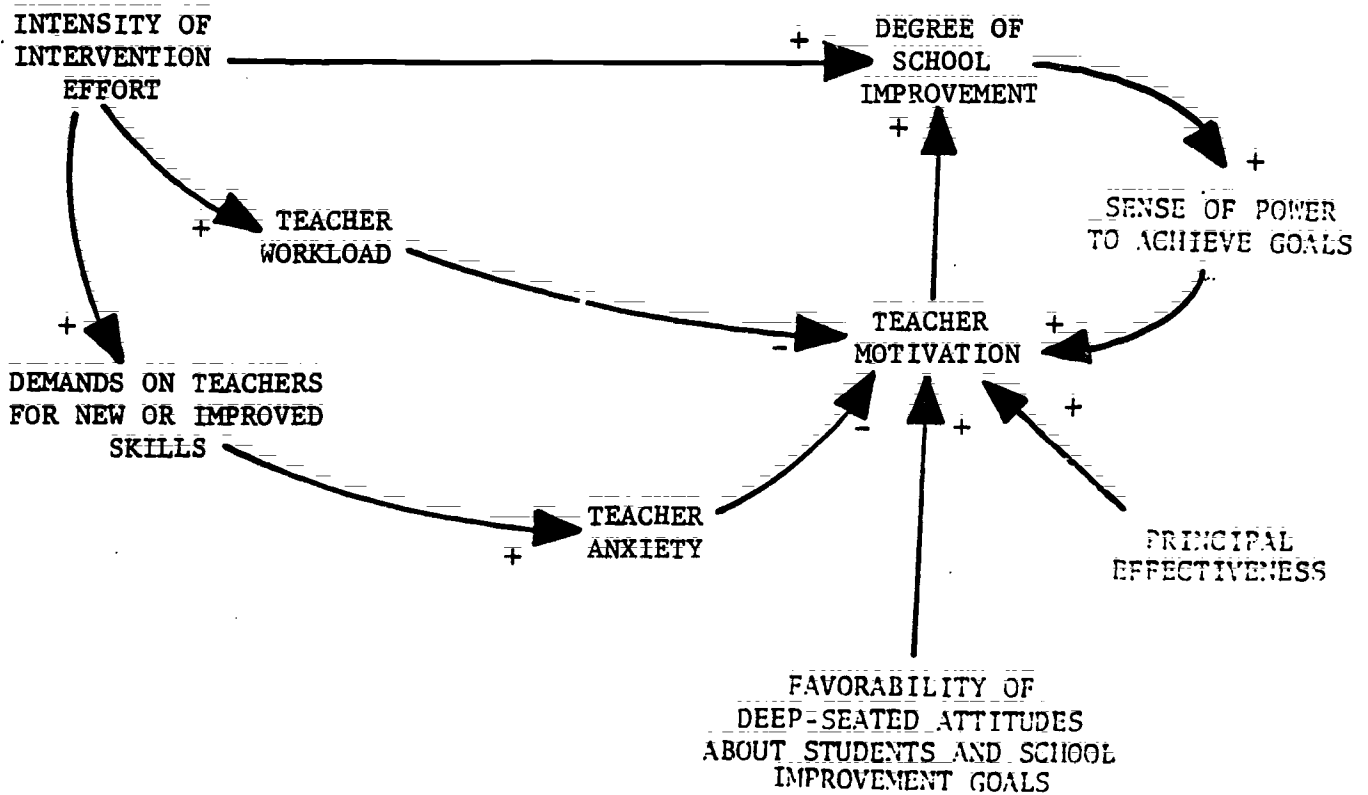 INTENSITY OF
INTERVENTION
EFFORT
+
DEGREE OF
SCHOOL
IMPROVEMENT
+
+
SENSE OF POWER
TO ACHIEVE GOALS
+
TEACHER
WORKLOAD
+
-
TEACHER
MOTIVATION
+
DEMANDS ON TEACHERS
FOR NEW OR IMPROVED
SKILLS
-
+
+
+
TEACHER
ANXIETY
PRINCIPAL
EFFECTIVENESS
FAVORABILITY OF
DEEP-SEATED ATTITUDES
ABOUT STUDENTS AND SCHOOL
IMPROVEMENT GOALS